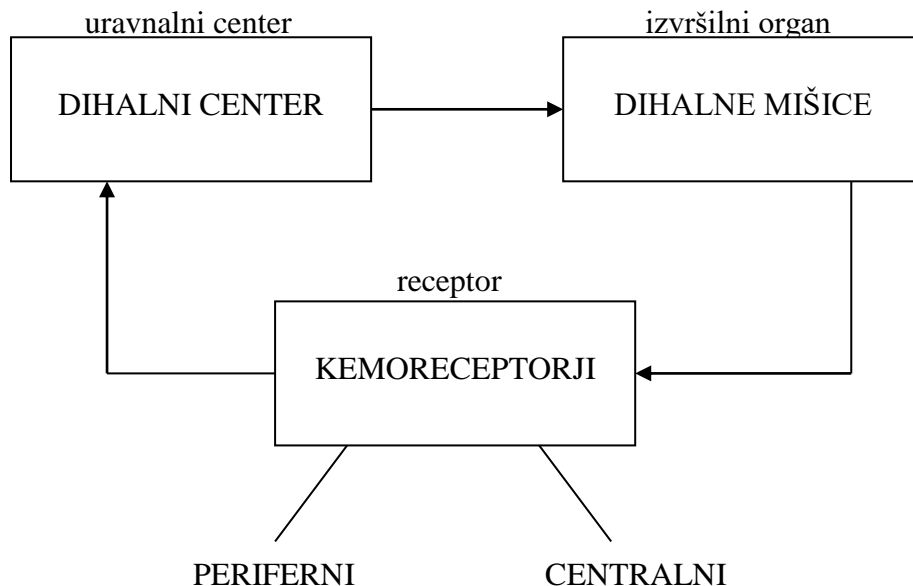 uravnalni center
izvršilni organ
DIHALNI CENTER
DIHALNE MIŠICE
receptor
KEMORECEPTORJI
PERIFERNI
CENTRALNI